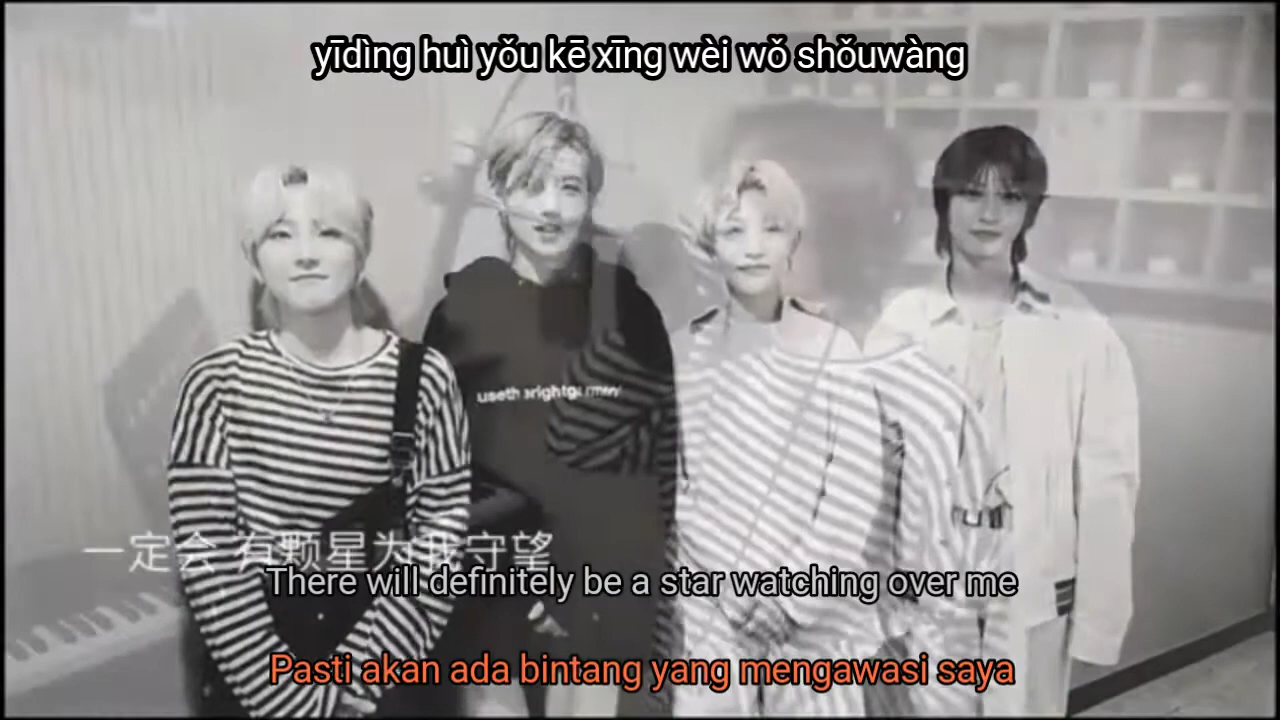 yīdìng huì yǒu kē xīng wèi wǒ shǒuwàng
一定会 有颗星为我守望
There will definitely be a star watching over me
Pasti akan ada bintang yang mengawasi saya